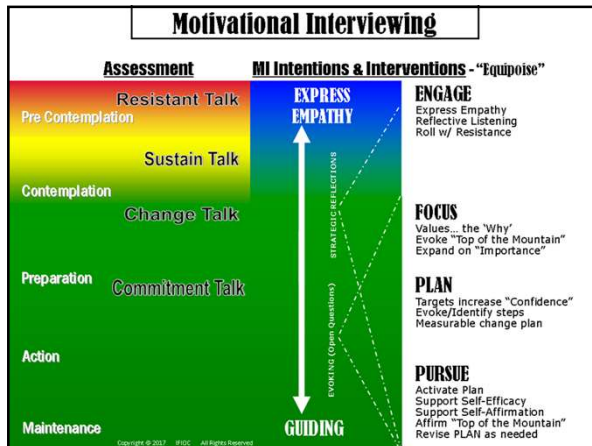 Motivational Interviewing
Assessment
MI Intentions & Interventions - “Equipoise”
Resistant Talk
Pre Contemplation
Sustain Talk
Contemplation
Change Talk
Preparation
Commitment Talk
Action
Maintenance
EXPRESS
EMPATHY
STRATEGIC REFLECTIONS
EVOKING (Open Questions)
GUIDING
ENGAGE
Express Empathy
Reflective Listening
Roll w/ Resistance
FOCUS
Values... the ‘Why’
Evoke “Top of the Mountain”
Expand on “Importance”
PLAN
Targets increase “Confidence”
Evoke/Identify steps
Measurable change plan
PURSUE
Activate Plan
Support Self-Efficacy
Support Self-Affirmation
Affirm “Top of the Mountain”
Revise PLAN as needed
Copyright © 2017 IFIOC All Rights Reserved